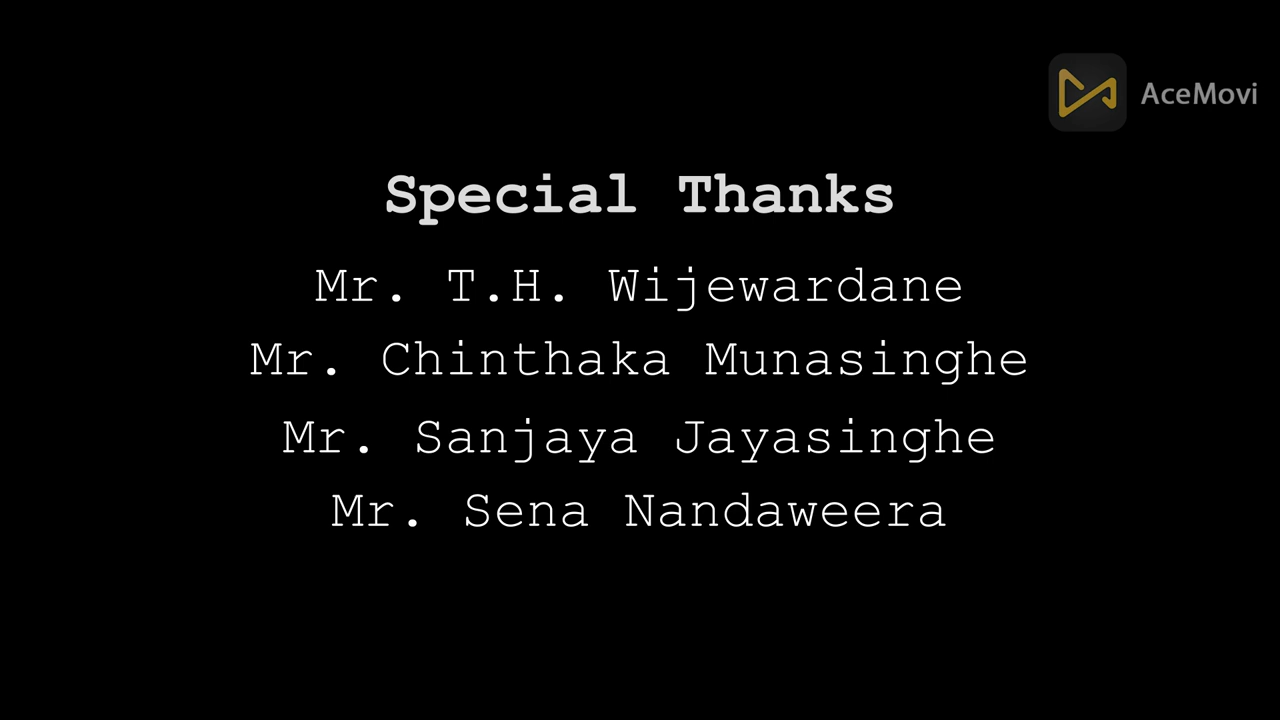 AceMovi
Special Thanks
Mr. T.H. Wijewardane
Mr. Chinthaka Munasinghe
Mr. Sanjaya Jayasinghe
Mr. Sena Nandaweera